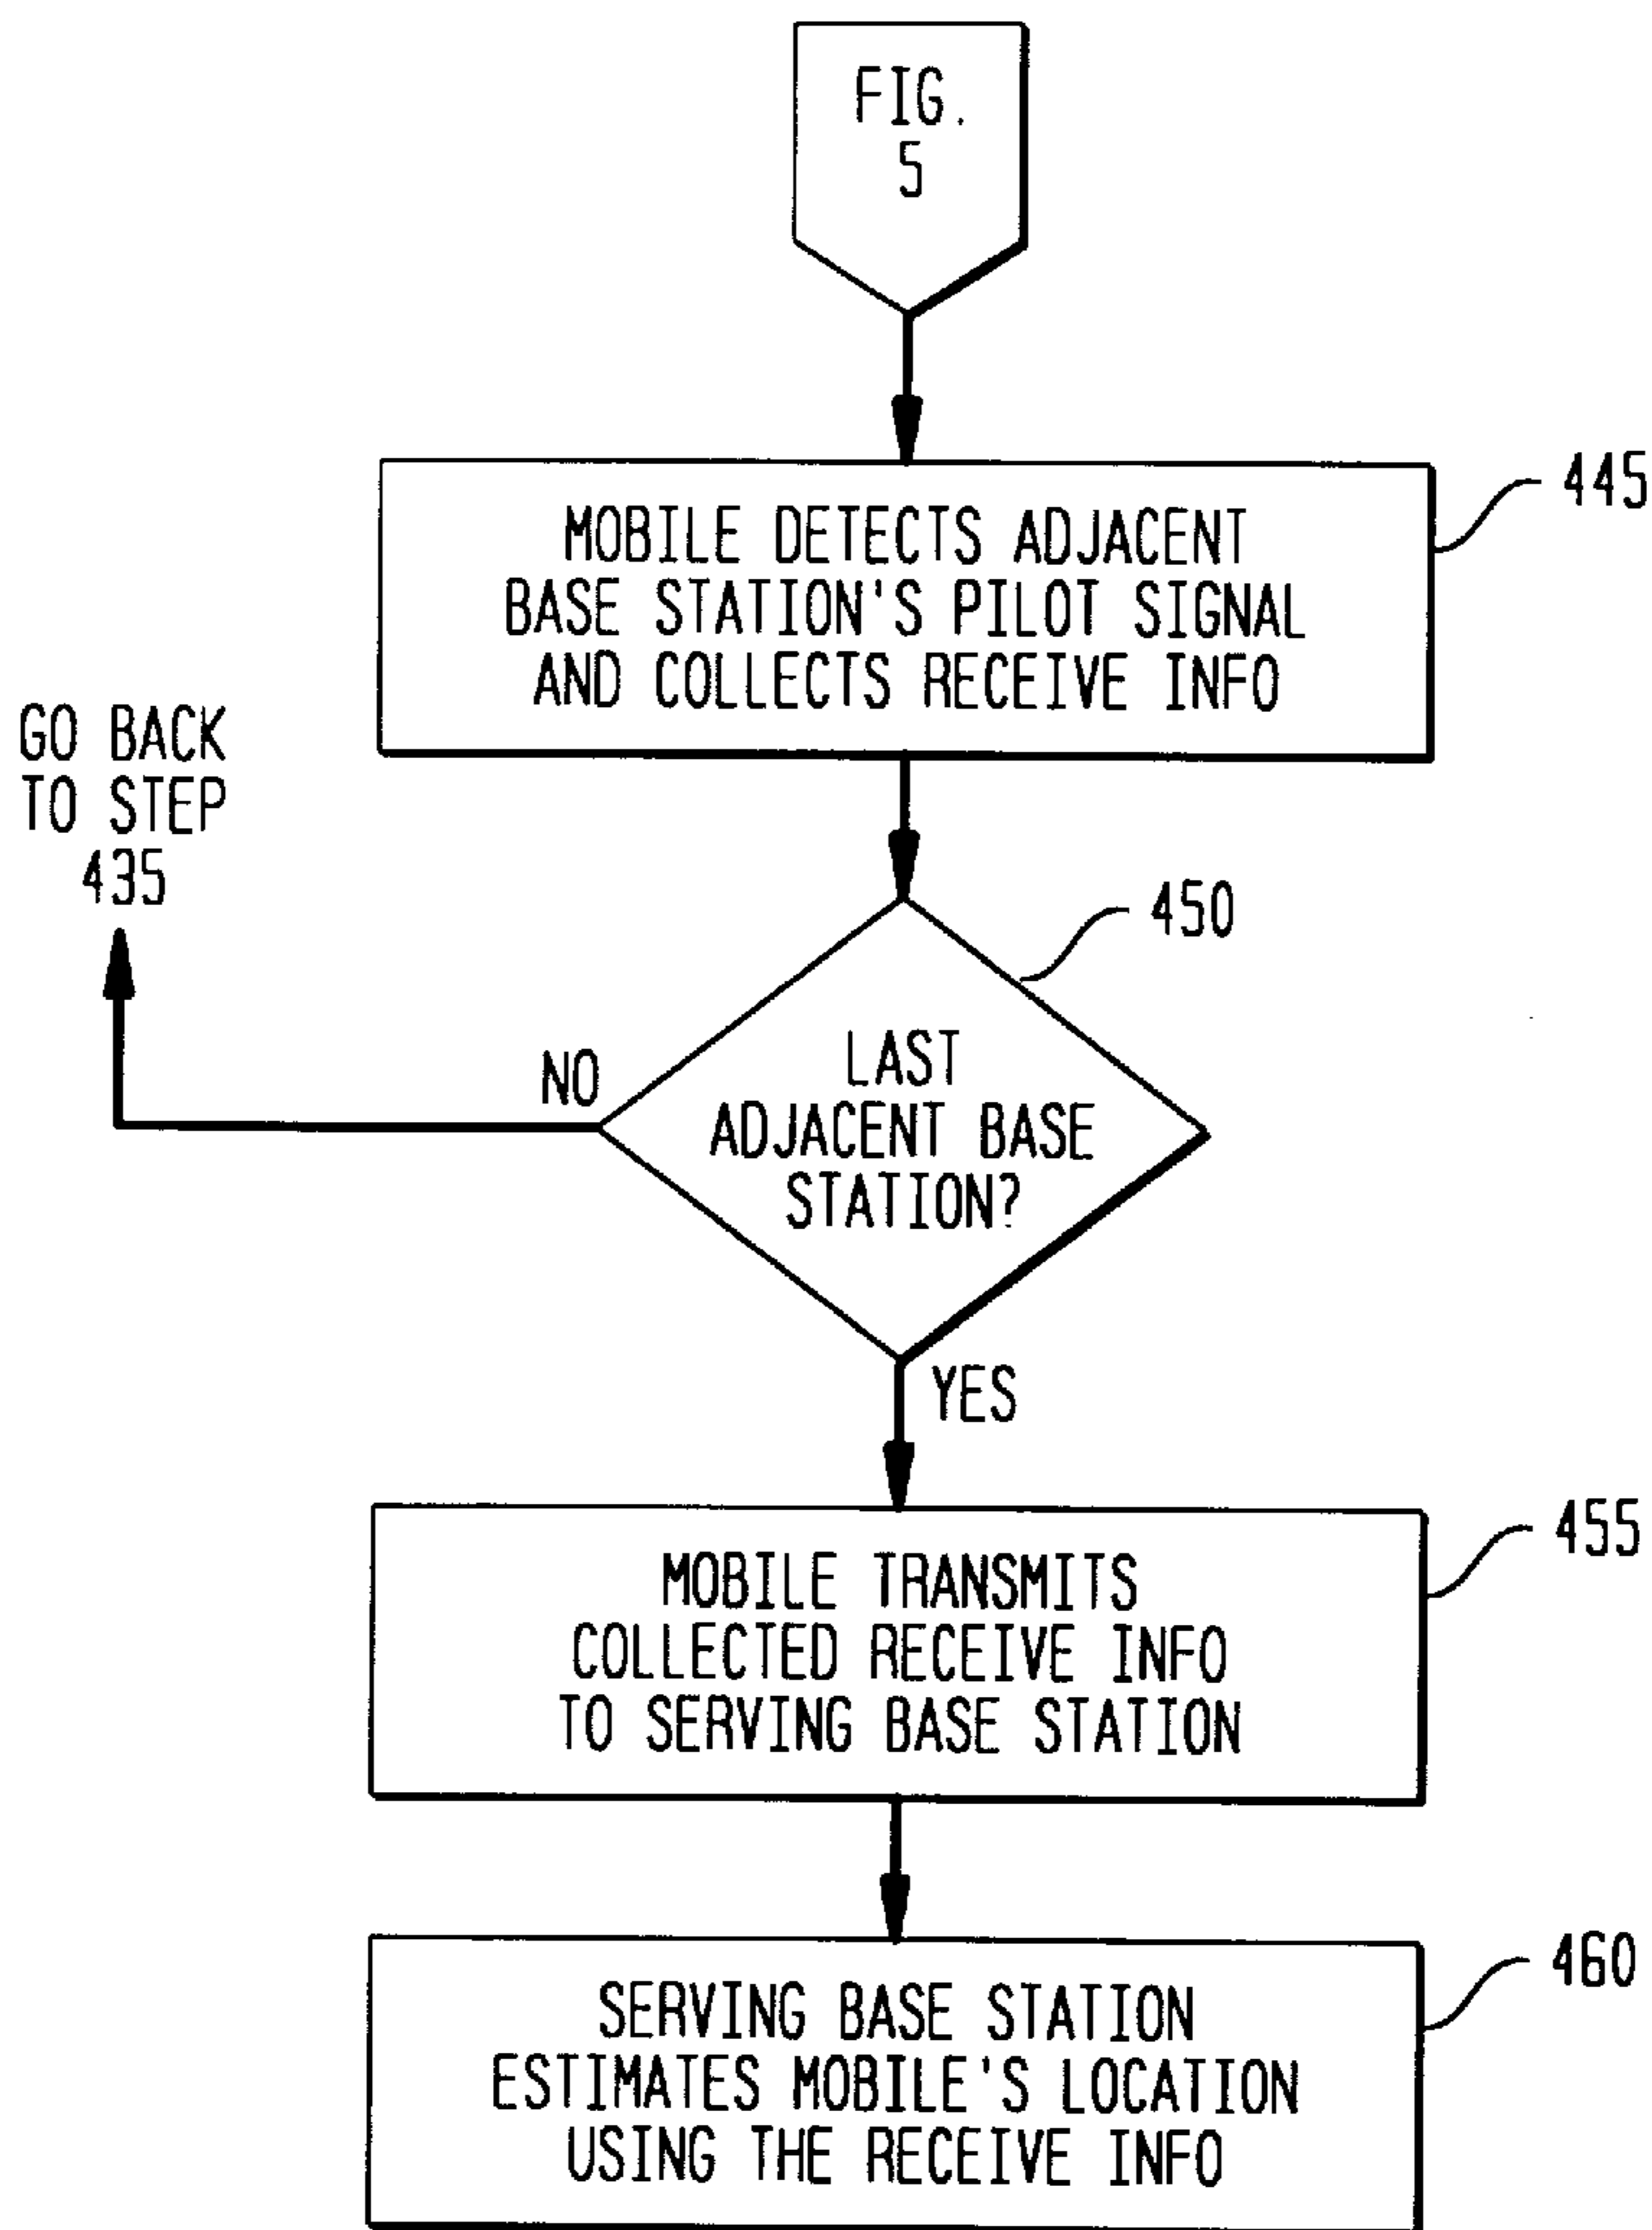 FIG.
5
445
MOBILE DETECTS ADJACENT
BASE STATION'S PILOT SIGNAL
AND COLLECTS RECEIVE INFO
GO BACK
TO STEP
435
450
NO
LAST
ADJACENT BASE
STATION?
YES
455
MOBILE TRANSMITS
COLLECTED RECEIVE INFO
TO SERVING BASE STATION
460
SERVING BASE STATION
ESTIMATES MOBILE'S LOCATION
USING THE RECEIVE INFO